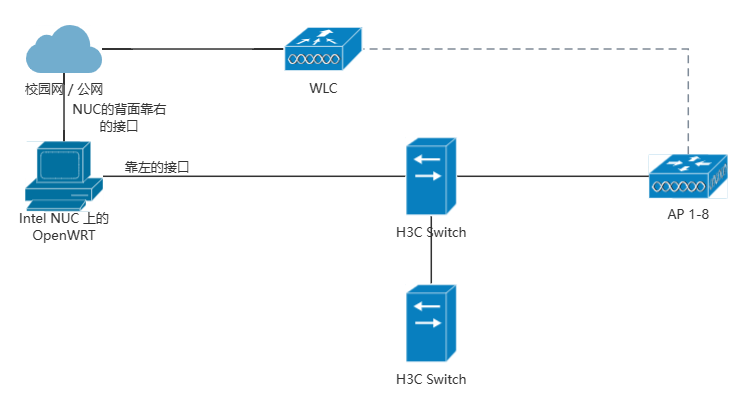 校园网 / 公网
WLC
NUC的背面靠右
的接口
靠左的接口
Intel NUC 上的
OpenWRT
H3C Switch
AP 1-8
H3C Switch